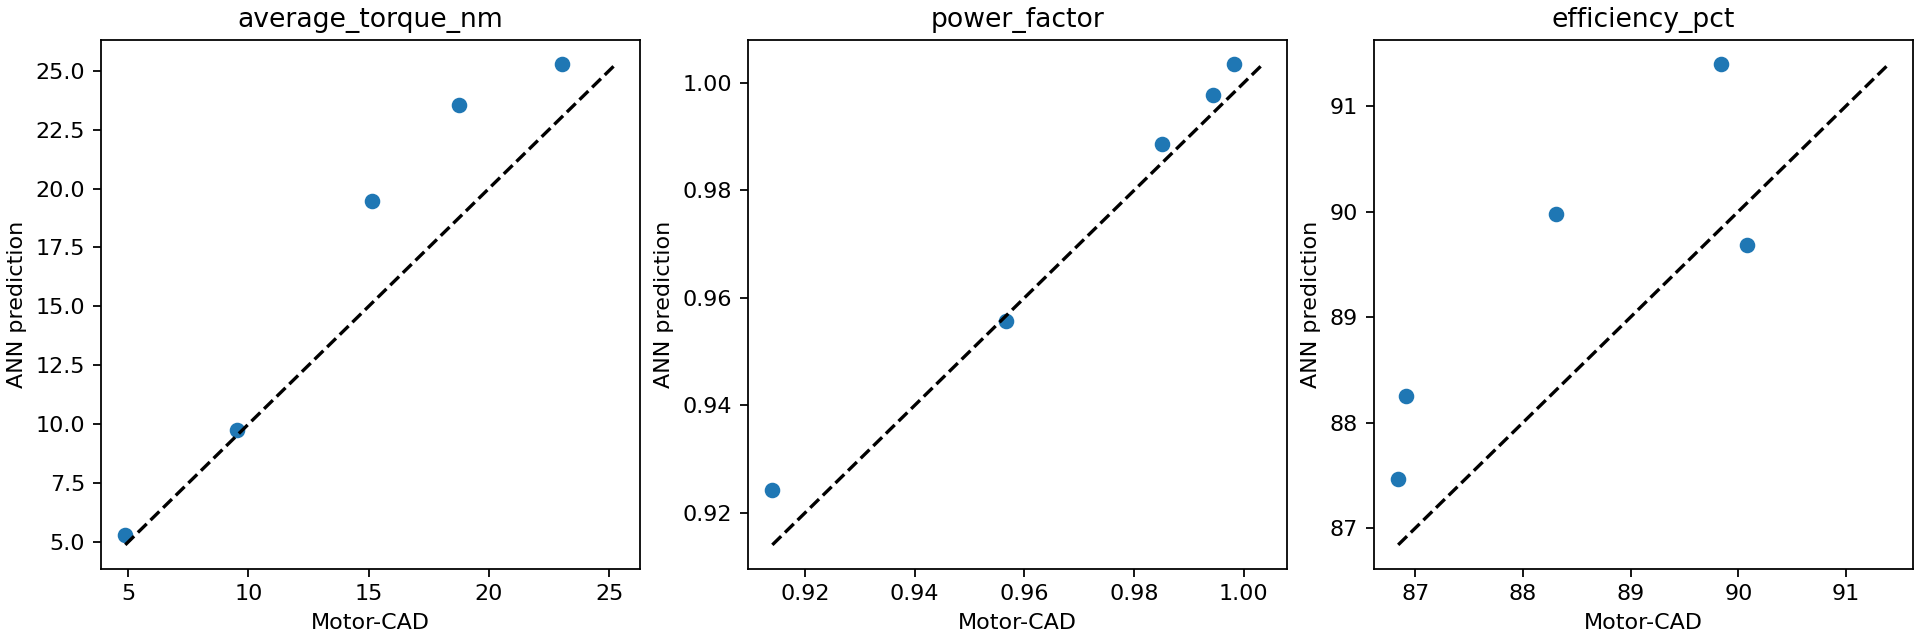 average_torque_nm
25.0
22.5
20.0
17.5
15.0
12.5
10.0
7.5
5.0
ANN prediction
5 10 15 20 25
Motor-CAD
power_factor
1.00
0.98
0.96
0.94
0.92
ANN prediction
0.92 0.94 0.96 0.98 1.00
Motor-CAD
efficiency_pct
91
90
89
88
87
ANN prediction
87 88 89 90 91
Motor-CAD